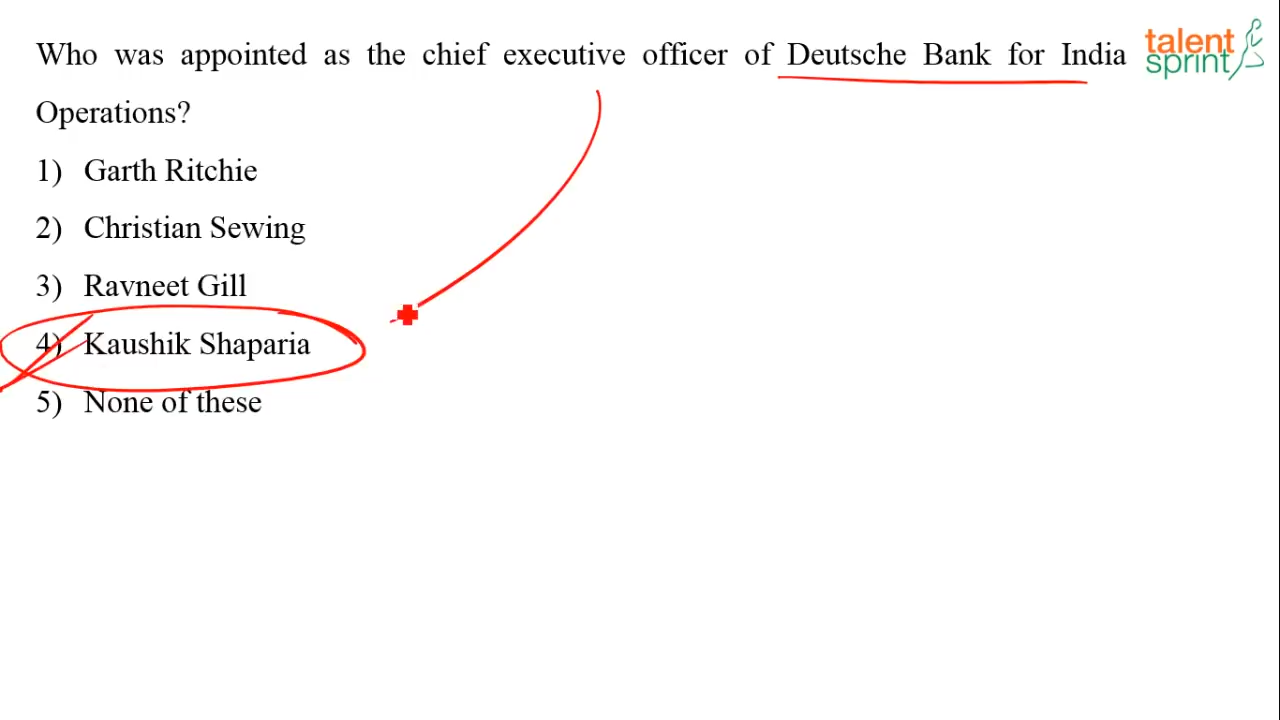 Who was appointed as the chief executive officer of Deutsche Bank for India
Operations?
1) Garth Ritchie
2) Christian Sewing
3) Ravneet Gill
4) Kaushik Shaparia
5) None of these
talent
sprint